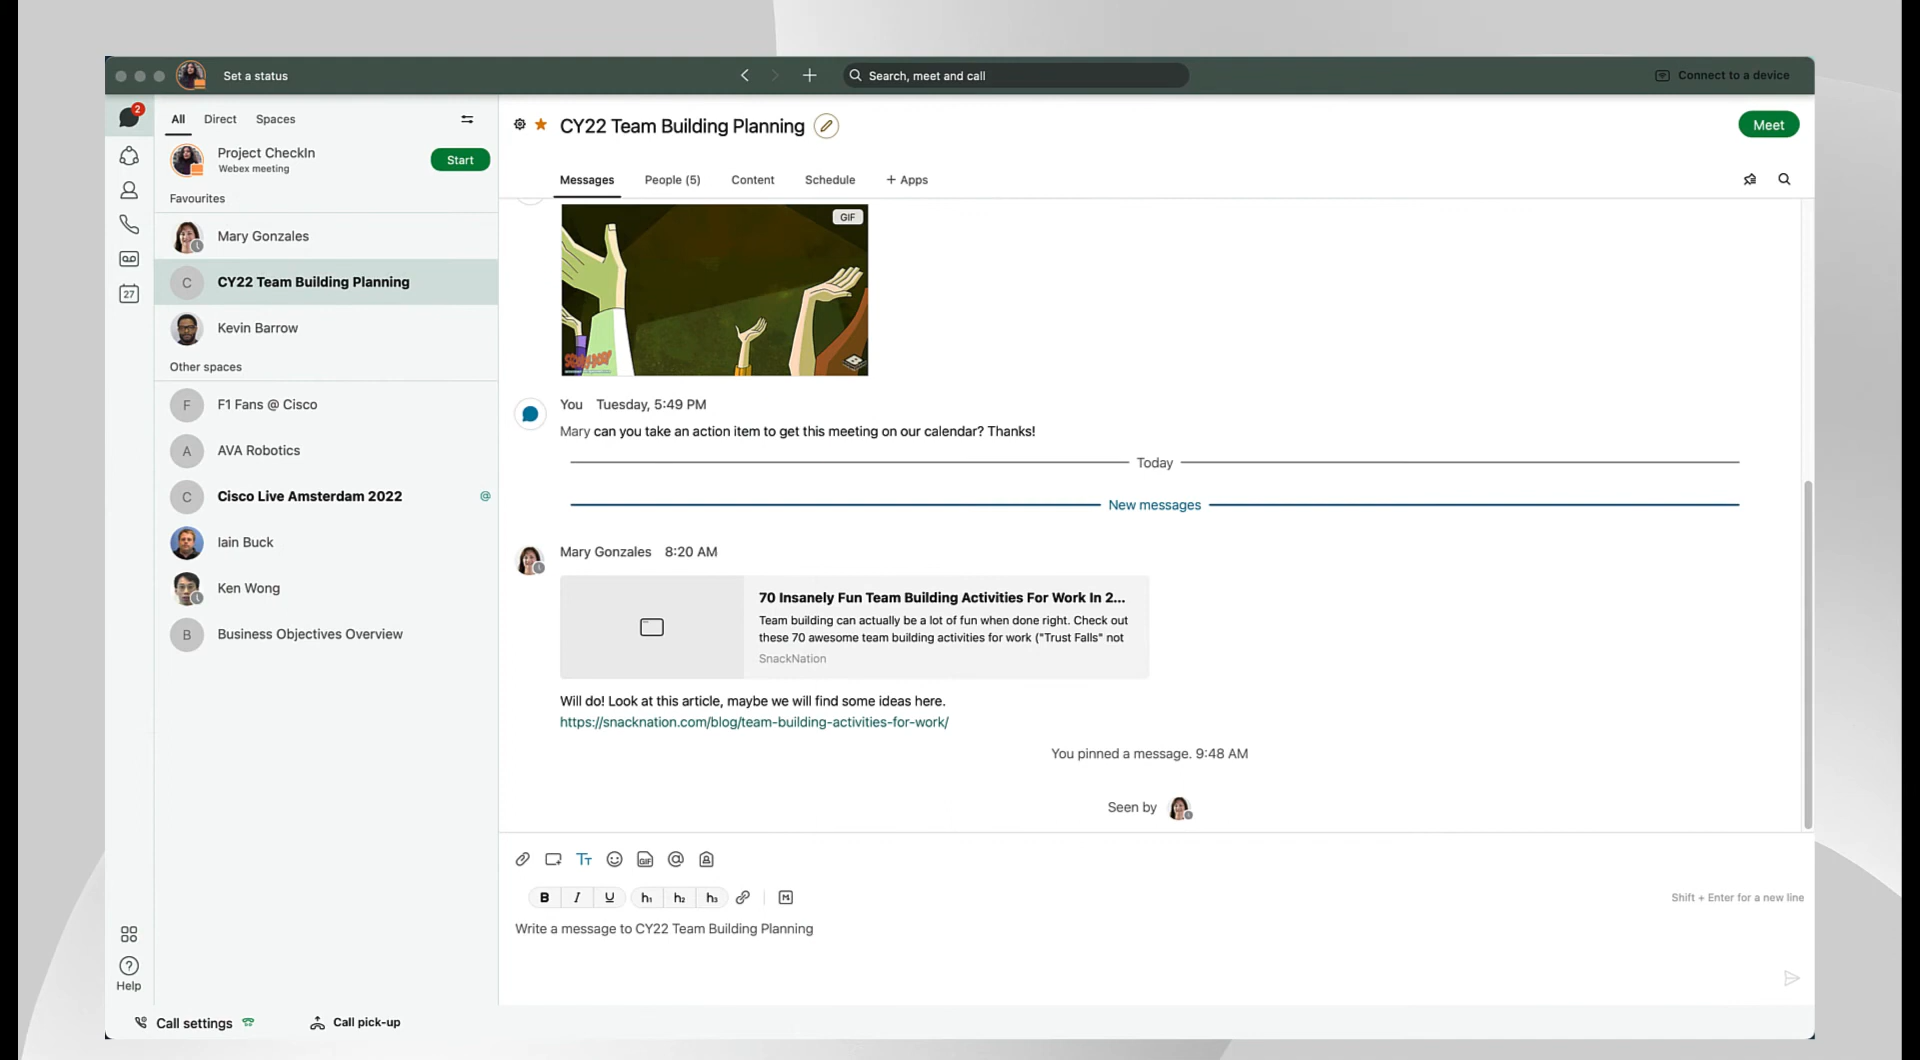 Set a status
Search, meet and call
Connect to a device
2
All Direct Spaces
Project CheckIn
Webex meeting
Start
Favourites
Mary Gonzales
C CY22 Team Building Planning
Kevin Barrow
Other spaces
F F1 Fans @ Cisco
A AVA Robotics
C Cisco Live Amsterdam 2022 @
Iain Buck
Ken Wong
B Business Objectives Overview
27
Help
Call settings
Call pick-up
CY22 Team Building Planning
Meet
Messages People (5) Content Schedule + Apps
GIF
You Tuesday, 5:49 PM
Mary can you take an action item to get this meeting on our calendar? Thanks!
Today
New messages
Mary Gonzales 8:20 AM
70 Insanely Fun Team Building Activities For Work In 2...
Team building can actually be a lot of fun when done right. Check out
these 70 awesome team building activities for work ("Trust Falls" not
SnackNation
Will do! Look at this article, maybe we will find some ideas here.
https://snacknation.com/blog/team-building-activities-for-work/
You pinned a message. 9:48 AM
Seen by
TT GIF @
B I U h1 h2 h3 M
Shift + Enter for a new line
Write a message to CY22 Team Building Planning